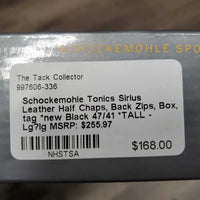 SCHOCKEMOHLE SPO
The Tack Collector
997606-336
Schockemohle Tonics Sirius
Leather Half Chaps, Back Zips, Box,
tag *new Black 47/41 *TALL -
Lg?lg MSRP: $255.97
NHSTSA
$168.00